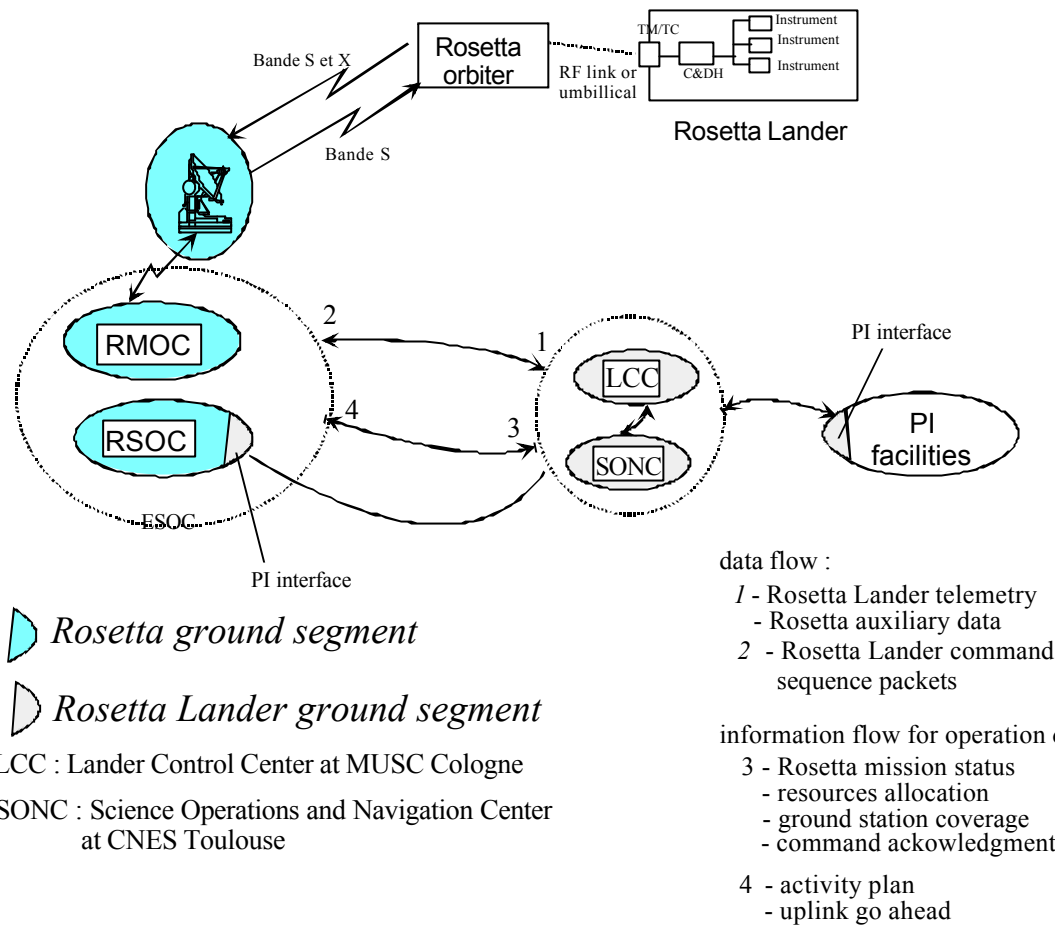 Instrument
TM/TC
Rosetta
orbiter
Instrument
Bande S et X
RF link or
umbillical
C&DH
Instrument
Rosetta Lander
Bande S
2
1
PI interface
RMOC
LCC
4
3
PI
facilities
RSOC
SONC
ESOC
PI interface
data flow :
1 - Rosetta Lander telemetry
- Rosetta auxiliary data
2 - Rosetta Lander command
sequence packets
Rosetta ground segment
Rosetta Lander ground segment
information flow for operation
3 - Rosetta mission status
- resources allocation
- ground station coverage
- command ackowledgment
4 - activity plan
- uplink go ahead
LCC : Lander Control Center at MUSC Cologne
SONC : Science Operations and Navigation Center
at CNES Toulouse